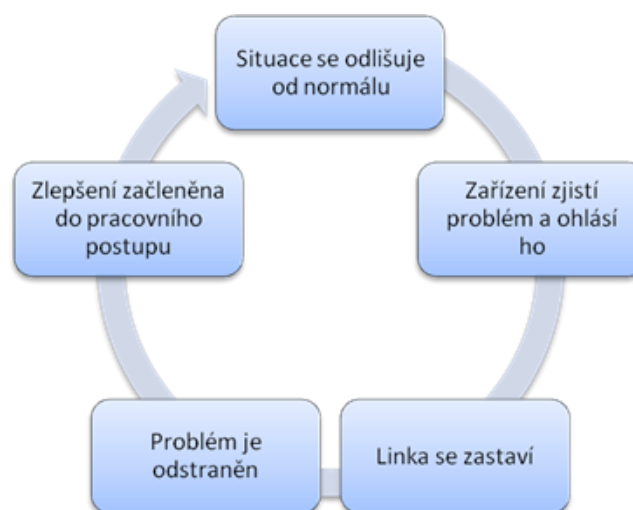 Situace se odlišuje
od normálu
Zařízení zjistí
problém a ohlásí
ho
Linka se zastaví
Problém je
odstraněn
Zlepšení začleněna
do pracovního
postupu